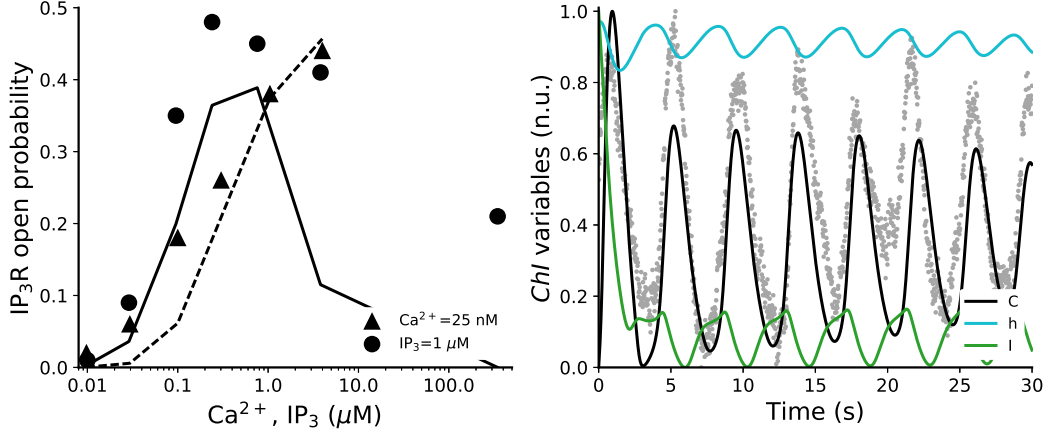 IP₃R open probability
0.5
0.4
0.3
0.2
0.1
0.0
0.01
0.1
1.0
10.0
100.0
Ca²⁺, IP₃ (μM)
Ca²⁺=25 nM
IP₃=1 μM
ChI variables (n.u.)
1.0
0.8
0.6
0.4
0.2
0.0
0
5
10
15
20
25
30
Time (s)
C
h
I